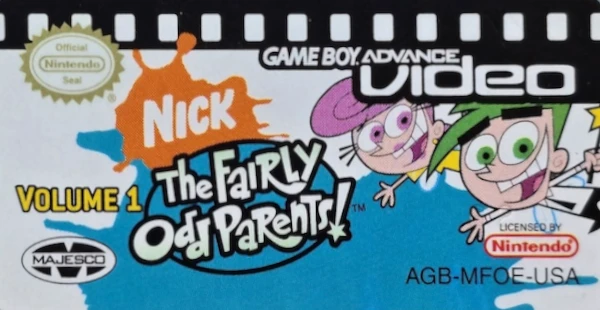 Official
Nintendo
Seal
GAME BOY ADVANCE
Video
NICK
VOLUME 1
The FaiRLY
Odd PaReNTS!
TM
MAJESCO
LICENSED BY
Nintendo
AGB-MFOE-USA